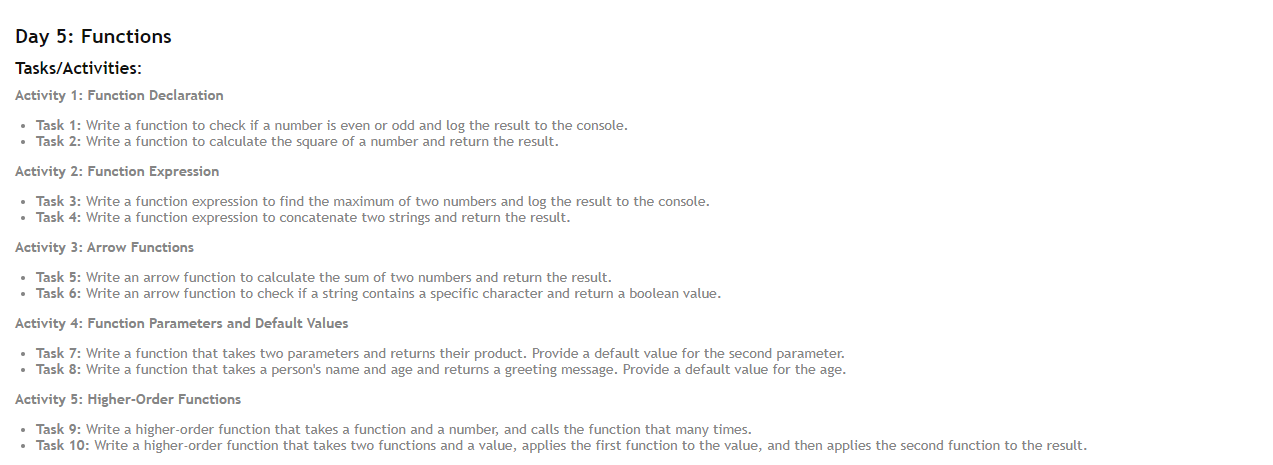 Day 5: Functions
Tasks/Activities:
Activity 1: Function Declaration
• Task 1: Write a function to check if a number is even or odd and log the result to the console.
• Task 2: Write a function to calculate the square of a number and return the result.
Activity 2: Function Expression
• Task 3: Write a function expression to find the maximum of two numbers and log the result to the console.
• Task 4: Write a function expression to concatenate two strings and return the result.
Activity 3: Arrow Functions
• Task 5: Write an arrow function to calculate the sum of two numbers and return the result.
• Task 6: Write an arrow function to check if a string contains a specific character and return a boolean value.
Activity 4: Function Parameters and Default Values
• Task 7: Write a function that takes two parameters and returns their product. Provide a default value for the second parameter.
• Task 8: Write a function that takes a person's name and age and returns a greeting message. Provide a default value for the age.
Activity 5: Higher-Order Functions
• Task 9: Write a higher-order function that takes a function and a number, and calls the function that many times.
• Task 10: Write a higher-order function that takes two functions and a value, applies the first function to the value, and then applies the second function to the result.